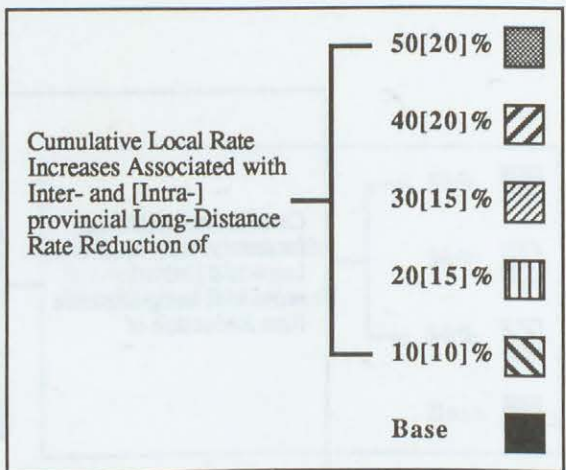 50[20]%
40[20]%
Cumulative Local Rate
Increases Associated with
Inter- and [Intra-]
provincial Long-Distance
Rate Reduction of
30[15]%
20[15]%
10[10]%
Base